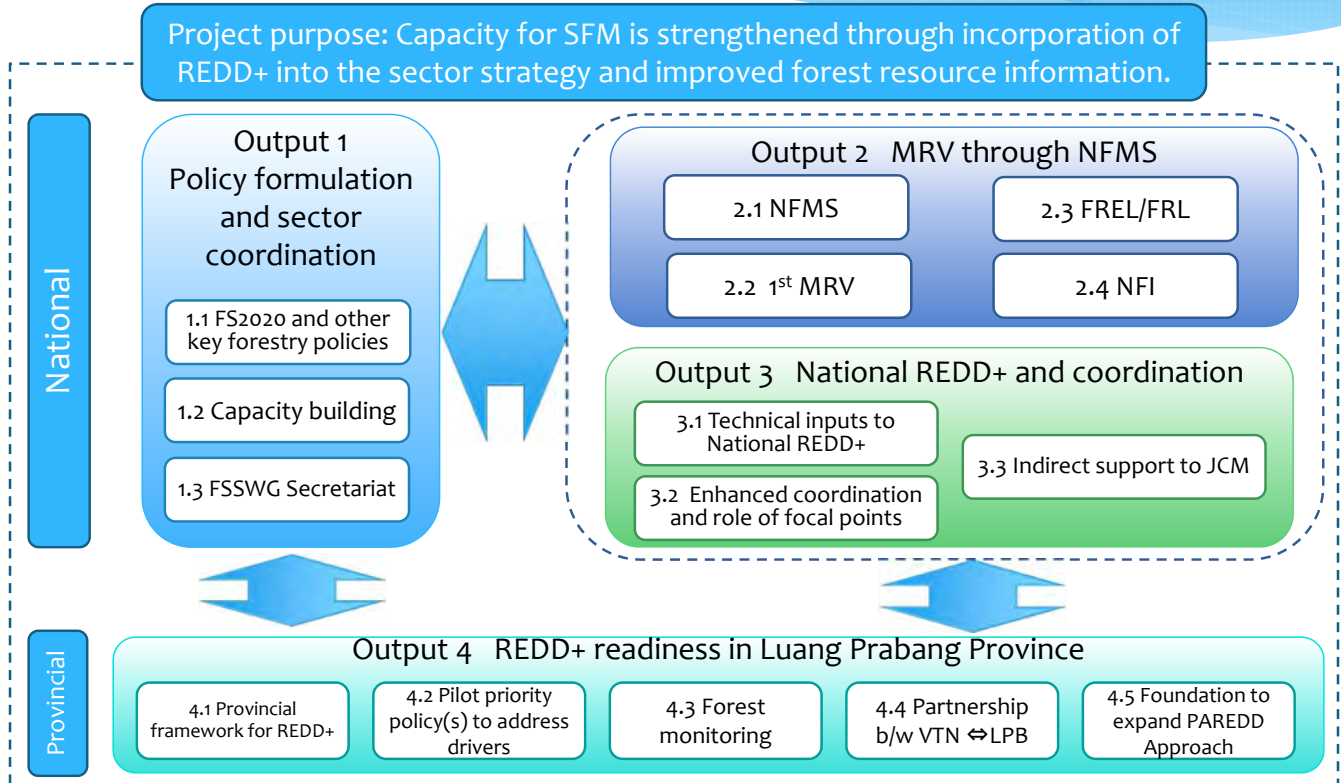 Project purpose: Capacity for SFM is strengthened through incorporation of
REDD+ into the sector strategy and improved forest resource information.
National
Output 1
Policy formulation
and sector
coordination
1.1 FS2020 and other
key forestry policies
1.2 Capacity building
1.3 FSSWG Secretariat
Output 2 MRV through NFMS
2.1 NFMS
2.3 FREL/FRL
2.2 1st MRV
2.4 NFI
Output 3 National REDD+ and coordination
3.1 Technical inputs to
National REDD+
3.2 Enhanced coordination
and role of focal points
3.3 Indirect support to JCM
Provincial
Output 4 REDD+ readiness in Luang Prabang Province
4.1 Provincial
framework for REDD+
4.2 Pilot priority
policy(s) to address
drivers
4.3 Forest
monitoring
4.4 Partnership
b/w VTN ⇔LPB
4.5 Foundation to
expand PAREDD
Approach